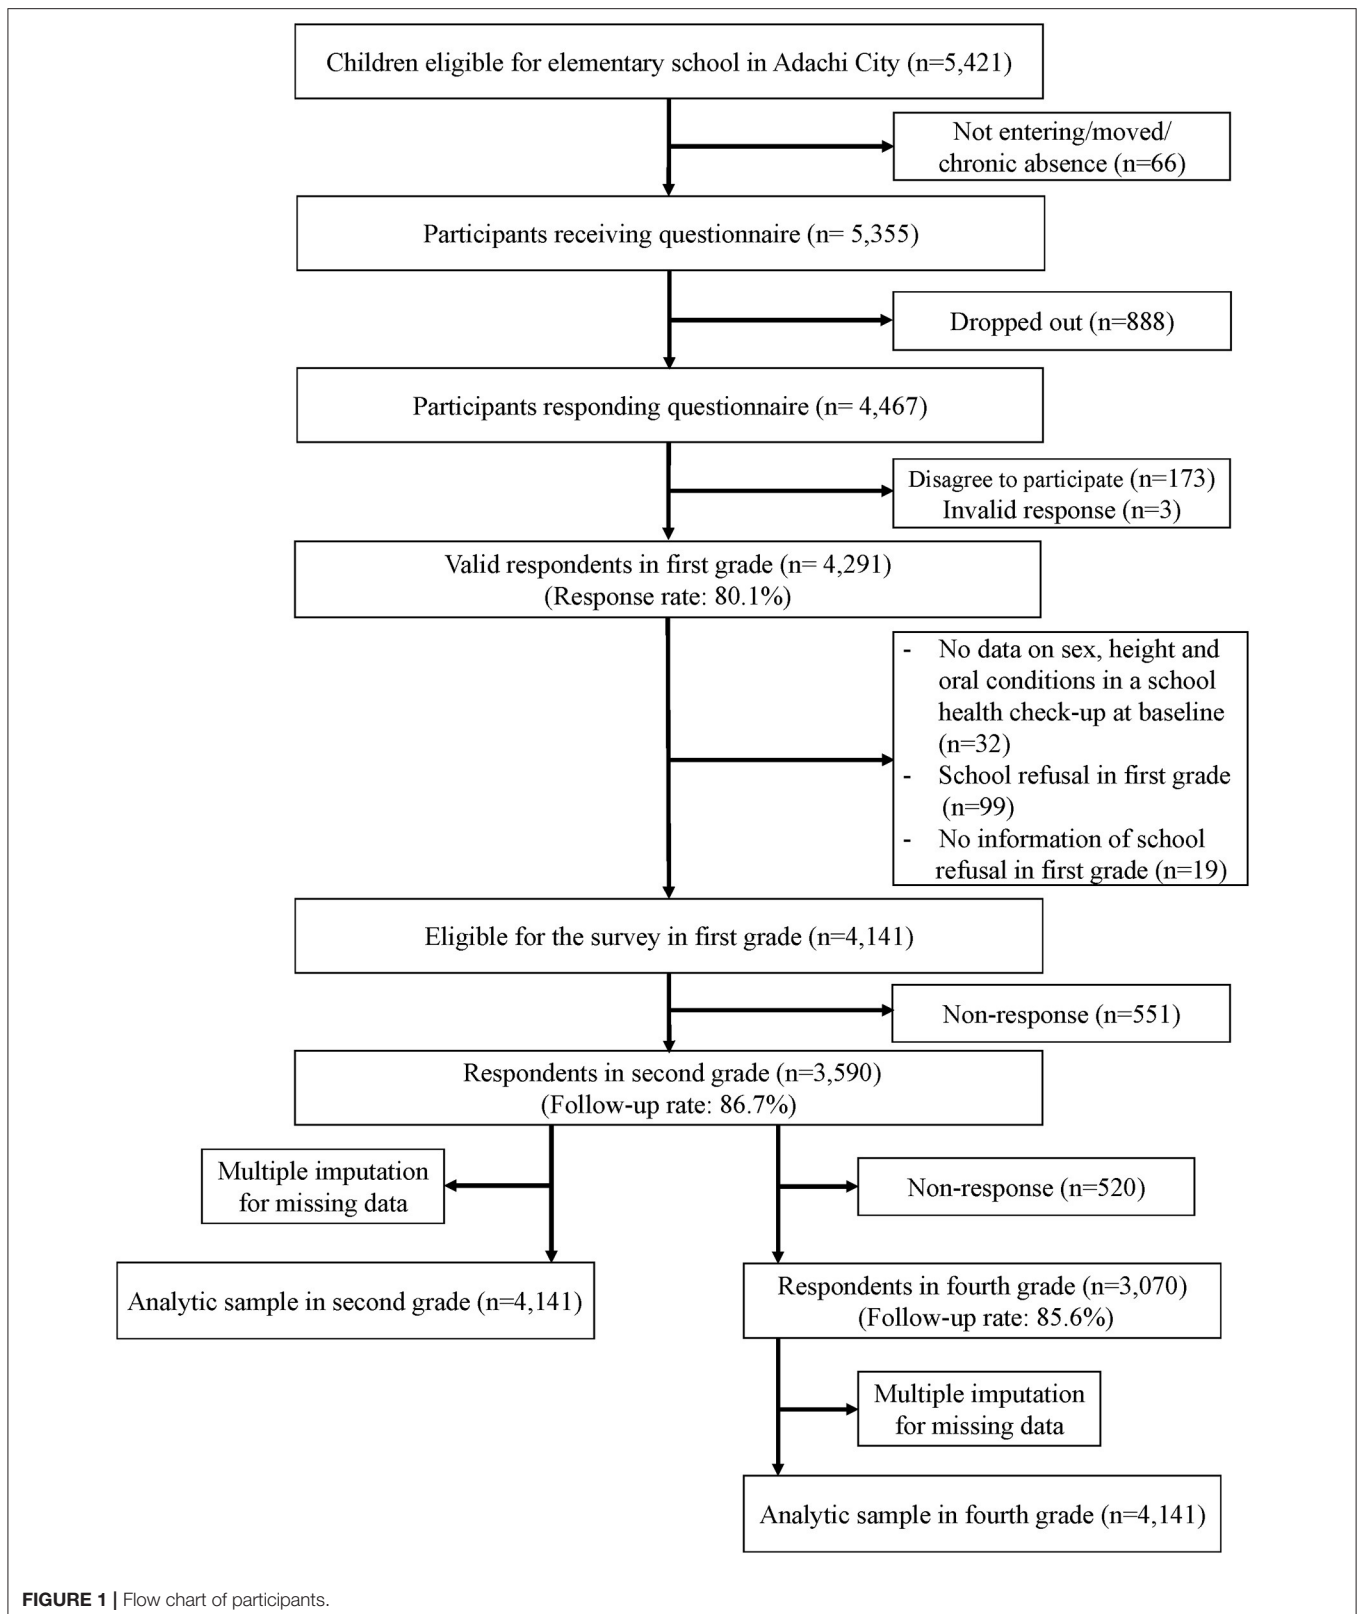 Children eligible for elementary school in Adachi City (n=5,421)
Not entering/moved/
chronic absence (n=66)
Participants receiving questionnaire (n= 5,355)
Dropped out (n=888)
Participants responding questionnaire (n= 4,467)
Disagree to participate (n=173)
Invalid response (n=3)
Valid respondents in first grade (n= 4,291)
(Response rate: 80.1%)
- No data on sex, height and
oral conditions in a school
health check-up at baseline
(n=32)
- School refusal in first grade
(n=99)
- No information of school
refusal in first grade (n=19)
Eligible for the survey in first grade (n=4,141)
Non-response (n=551)
Respondents in second grade (n=3,590)
(Follow-up rate: 86.7%)
Multiple imputation
for missing data
Non-response (n=520)
Analytic sample in second grade (n=4,141)
Respondents in fourth grade (n=3,070)
(Follow-up rate: 85.6%)
Multiple imputation
for missing data
Analytic sample in fourth grade (n=4,141)
FIGURE 1 | Flow chart of participants.